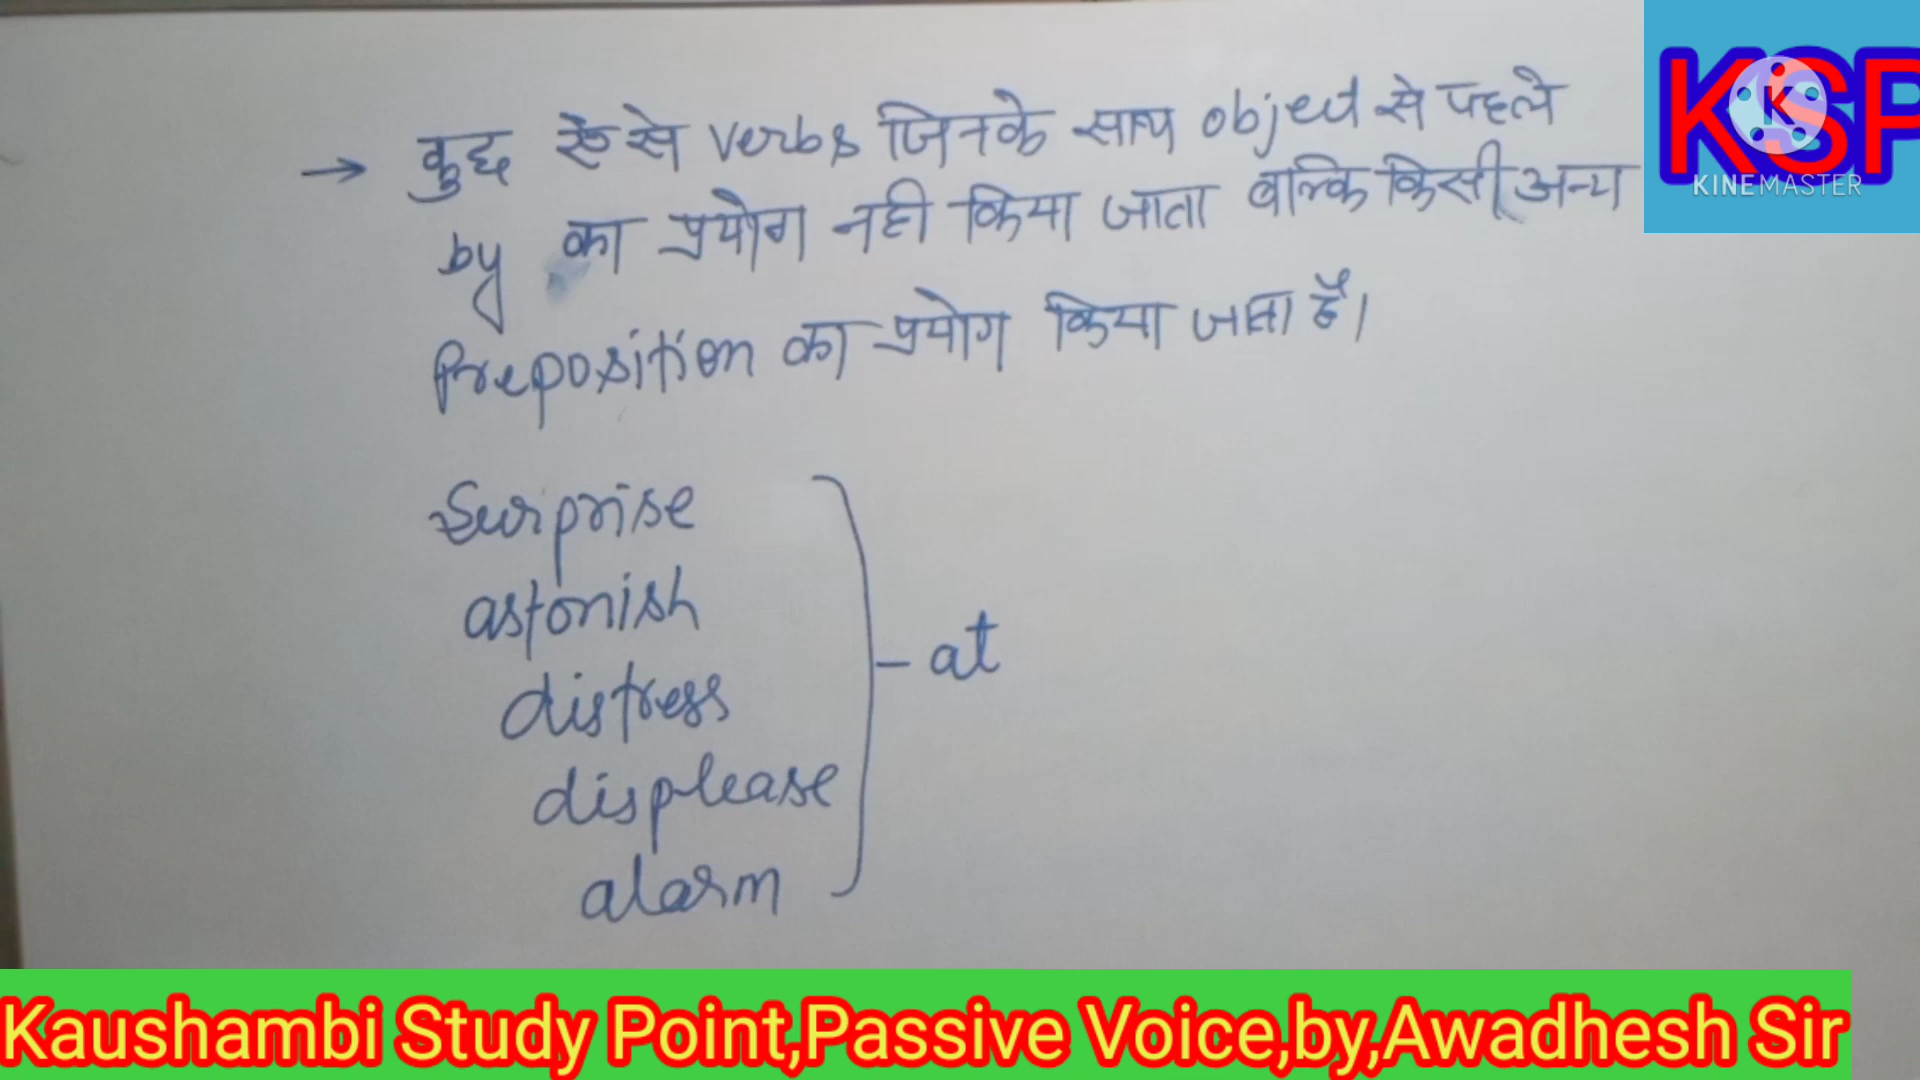 → कुछ ऐसे verbs जिनके साथ object से पहले
by का प्रयोग नही किया जाता बल्कि किसी अन्य
Preposition का प्रयोग किया जाता है।
Surprise
astonish
distress
displease
alarm
- at
KSP
K
KINEMASTER
Kaushambi Study Point,Passive Voice,by,Awadhesh Sir